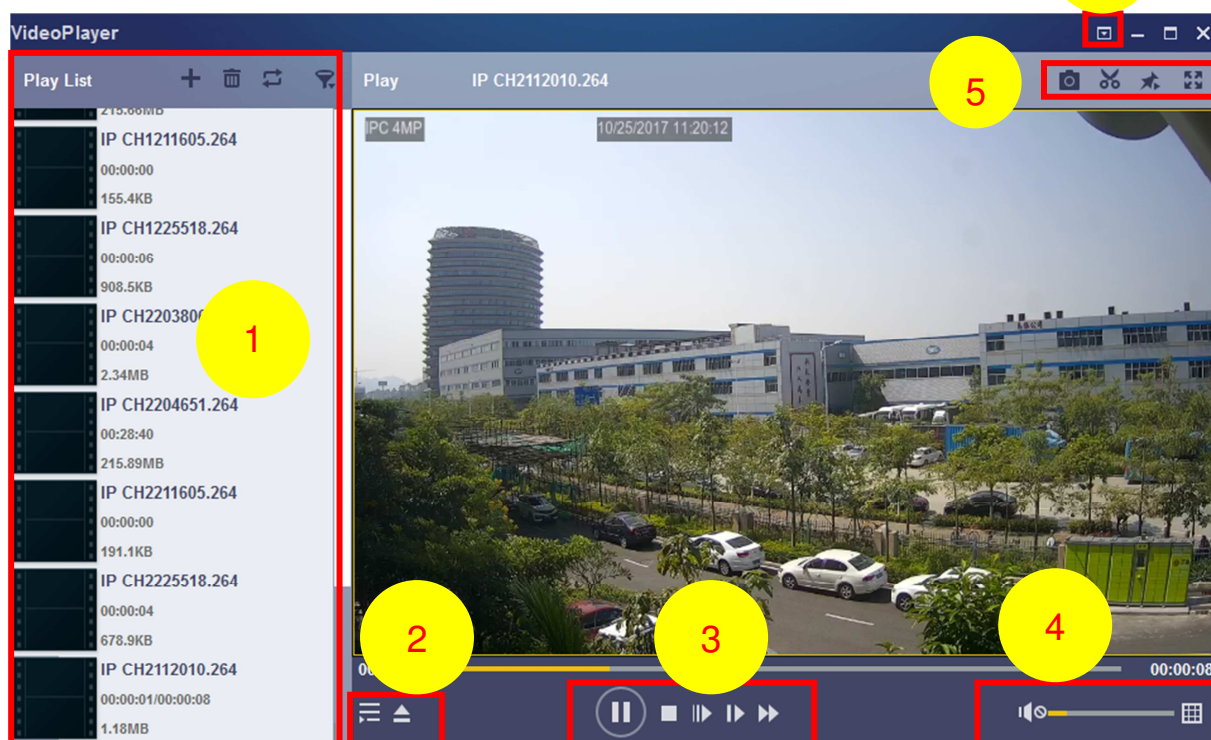 VideoPlayer
Play List
Play
IP CH2112010.264
5
215.66MB
IP CH1211605.264
00:00:00
155.4KB
IP CH1225518.264
00:00:06
908.5KB
00:00:04
2.34MB
1
IP CH2204651.264
00:28:40
215.89MB
IP CH2211605.264
00:00:00
191.1KB
IP CH2225518.264
00:00:04
678.9KB
IP CH2112010.264
00:00:01/00:00:08
1.18MB
IPC 4MP
10/25/2017 11:20:12
2
3
4
00:00:08